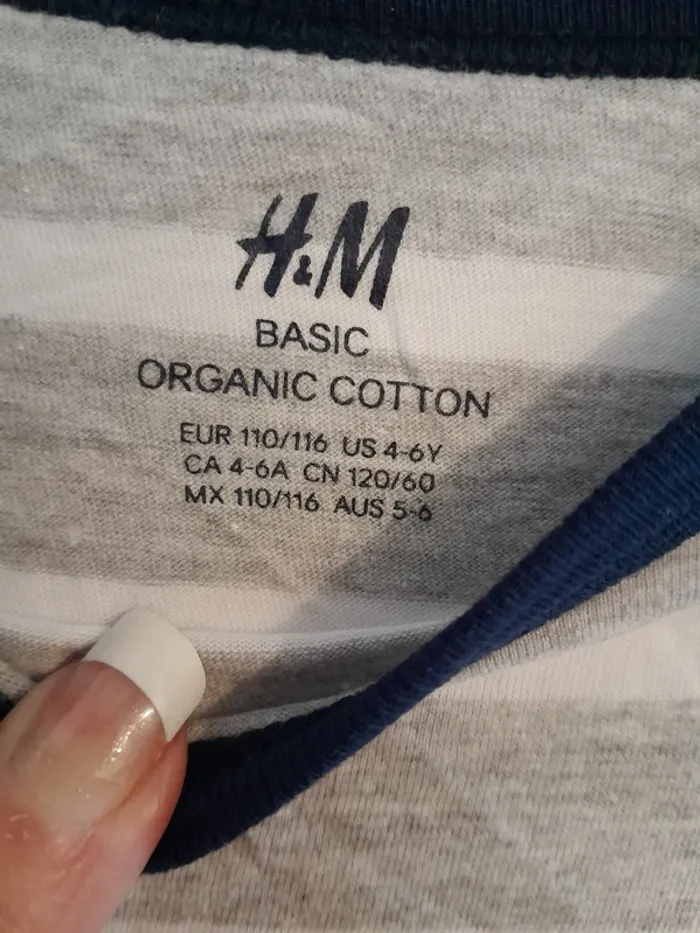 H&M
BASIC
ORGANIC COTTON
EUR 110/116 US 4-6Y
CA 4-6A CN 120/60
MX 110/116 AUS 5-6